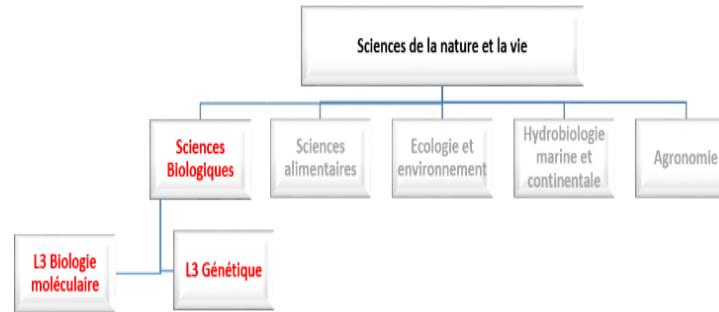 Sciences de la nature et la vie
Sciences
Biologiques
Sciences
alimentaires
Ecologie et
environnement
Hydrobiologie
marine et
continentale
Agronomie
L3 Biologie
moléculaire
L3 Génétique